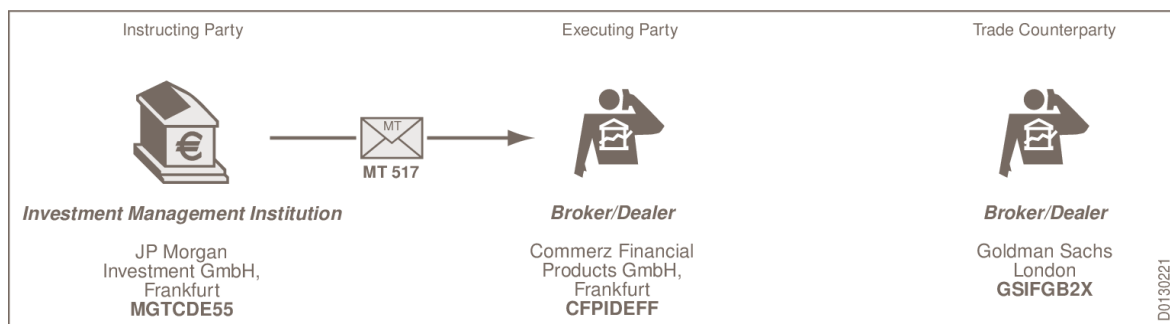 Instructing Party
Executing Party
Trade Counterparty
€
MT
MT 517
Investment Management Institution
Broker/Dealer
Broker/Dealer
JP Morgan
Investment GmbH,
Frankfurt
MGTCDE55
Commerz Financial
Products GmbH,
Frankfurt
CFPIDEFF
Goldman Sachs
London
GSIFGB2X
D0130221